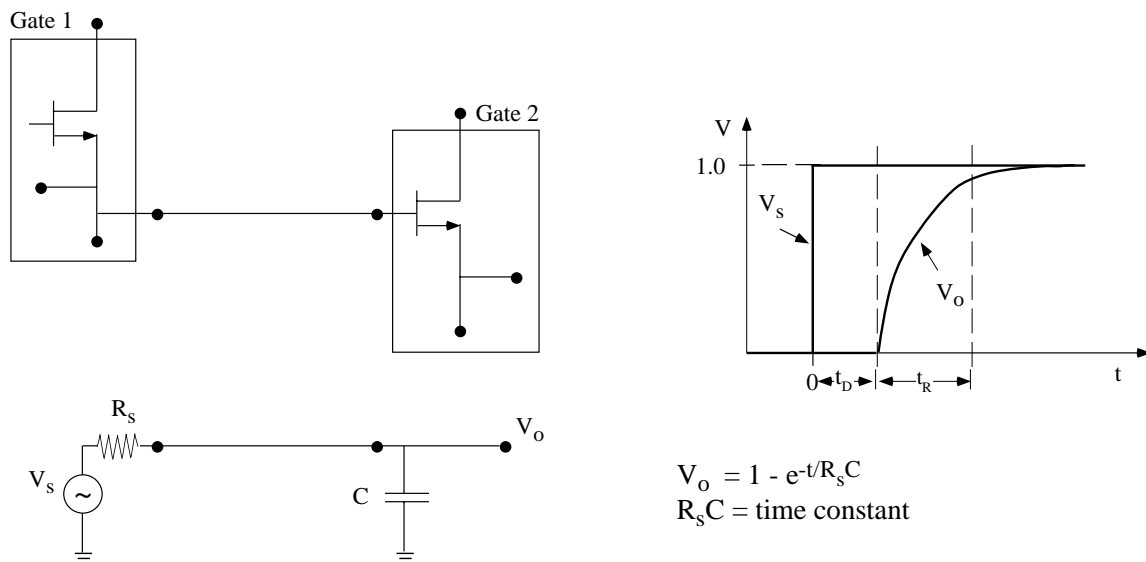 Gate 1
Gate 2
R_s
V_s
~
C
V_o
V
1.0
V_s
V_o
0
t_D
t_R
t
V_o = 1 - e^{-t/R_sC}
R_sC = time constant